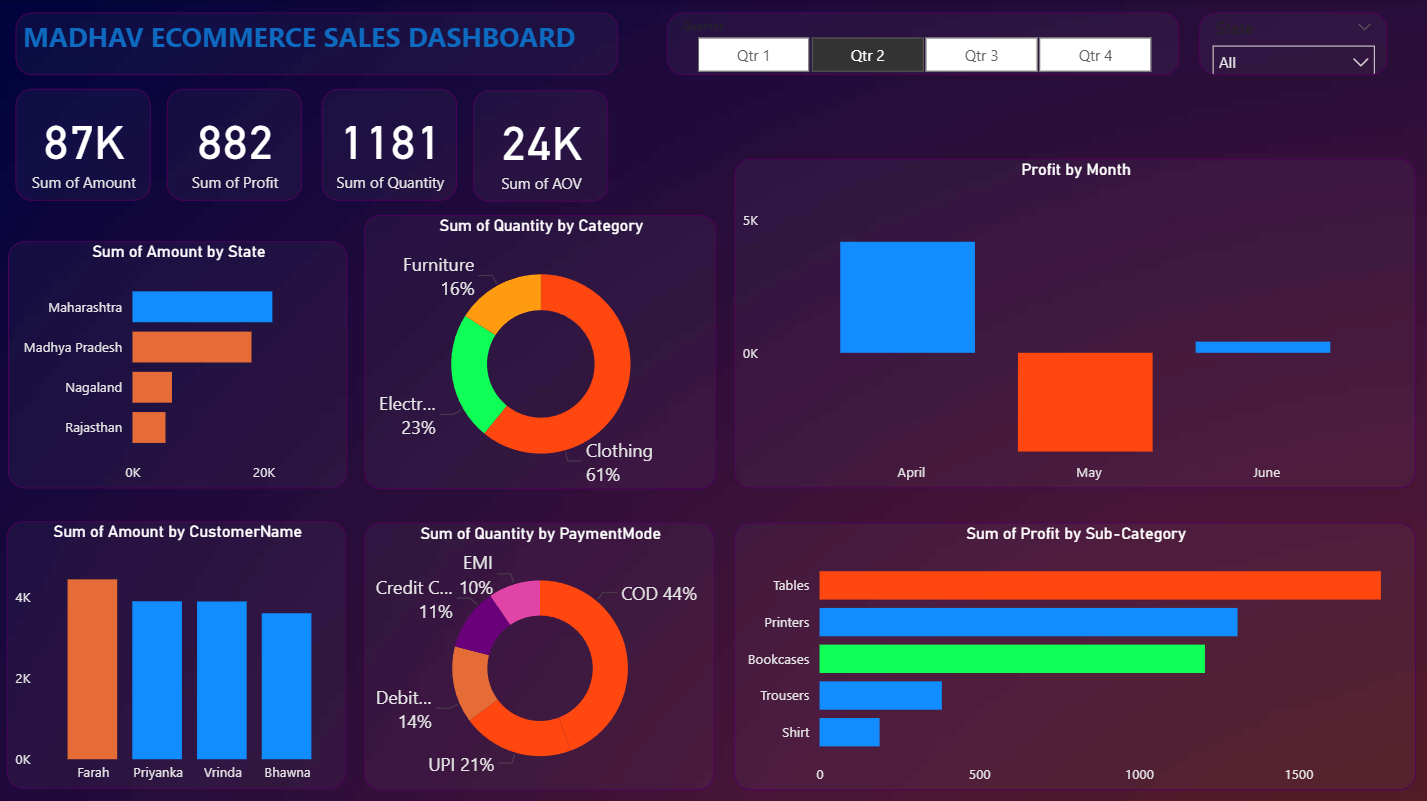 MADHAV ECOMMERCE SALES DASHBOARD
Qtr 1
Qtr 2
Qtr 3
Qtr 4
All
87K
Sum of Amount
882
Sum of Profit
1181
Sum of Quantity
24K
Sum of AOV
Sum of Amount by State
Maharashtra
Madhya Pradesh
Nagaland
Rajasthan
0K
20K
Sum of Quantity by Category
Furniture
16%
Electr...
23%
Clothing
61%
Profit by Month
5K
0K
April
May
June
Sum of Amount by CustomerName
4K
2K
0K
Farah
Priyanka
Vrinda
Bhawna
Sum of Quantity by PaymentMode
EMI
10%
Credit C...
11%
COD 44%
Debit...
14%
UPI 21%
Sum of Profit by Sub-Category
Tables
Printers
Bookcases
Trousers
Shirt
0
500
1000
1500